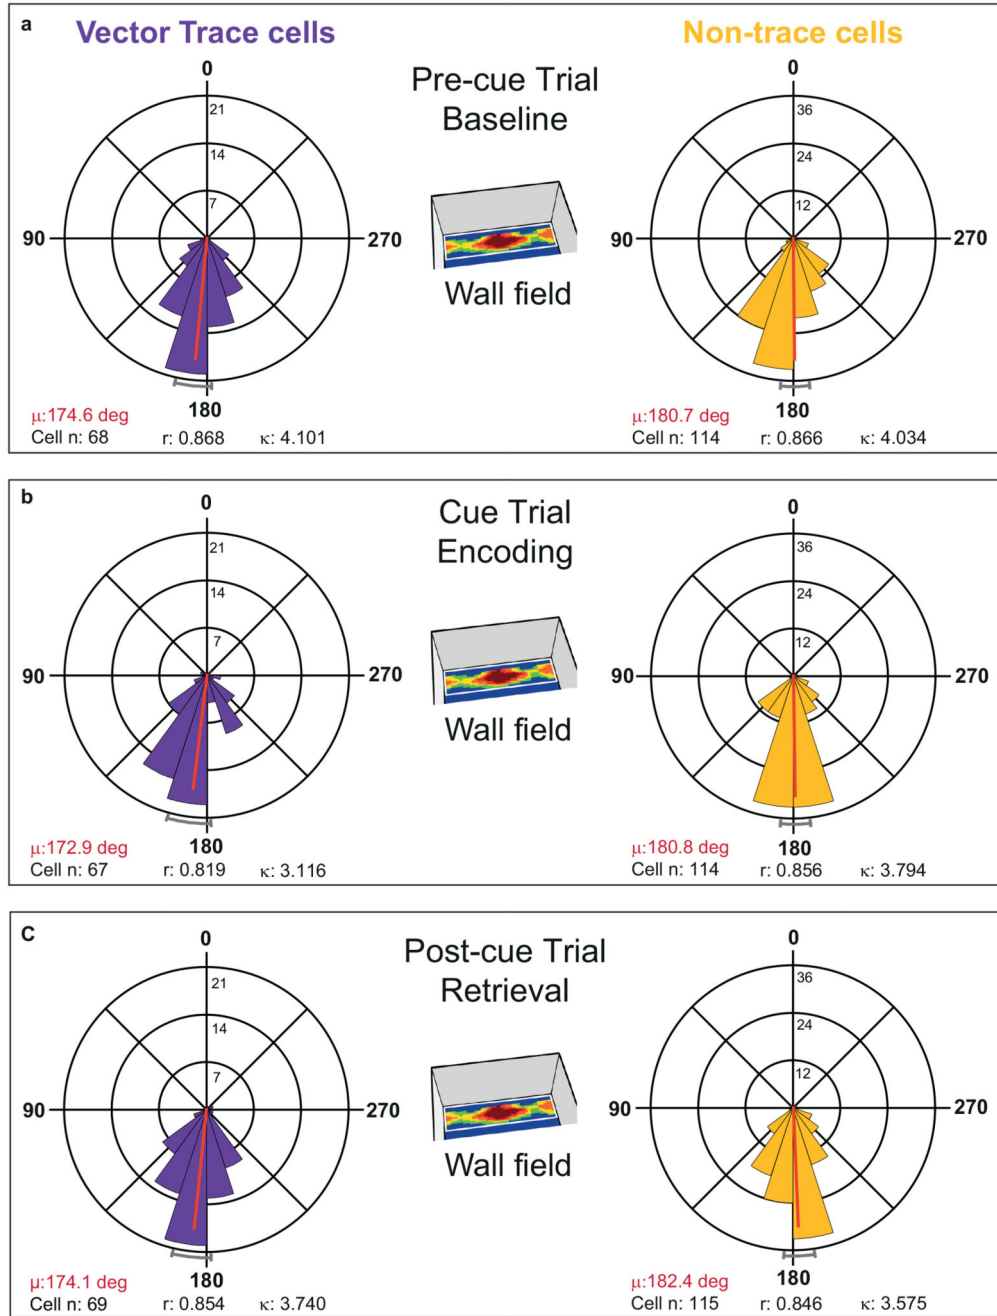 a
Vector Trace cells
Non-trace cells
Pre-cue Trial
Baseline
0
21
14
7
90
270
180
0
36
24
12
90
270
180
Wall field
μ:174.6 deg
Cell n: 68 r: 0.868 κ: 4.101
μ:180.7 deg
Cell n: 114 r: 0.866 κ: 4.034
b
Cue Trial
Encoding
0
21
14
7
90
270
180
0
36
24
12
90
270
180
Wall field
μ:172.9 deg
Cell n: 67 r: 0.819 κ: 3.116
μ:180.8 deg
Cell n: 114 r: 0.856 κ: 3.794
C
Post-cue Trial
Retrieval
0
21
14
7
90
270
180
0
36
24
12
90
270
180
Wall field
μ:174.1 deg
Cell n: 69 r: 0.854 κ: 3.740
μ:182.4 deg
Cell n: 115 r: 0.846 κ: 3.575